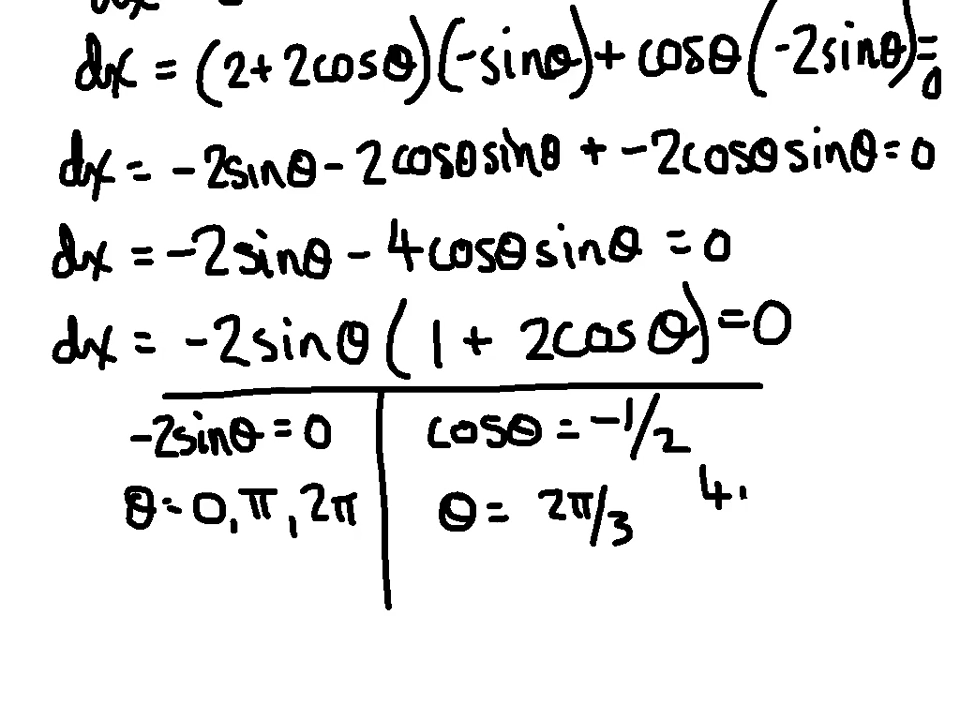 dx = (2+2cosθ)(-sinθ)+ cosθ(-2sinθ)=0
dx = -2sinθ - 2cosθsinθ + -2cosθsinθ=0
dx = -2sinθ - 4cosθsinθ =0
dx = -2sinθ(1+ 2cosθ)=0
-2sinθ=0 cosθ = -1/2
θ=0,π,2π θ= 2π/3 4